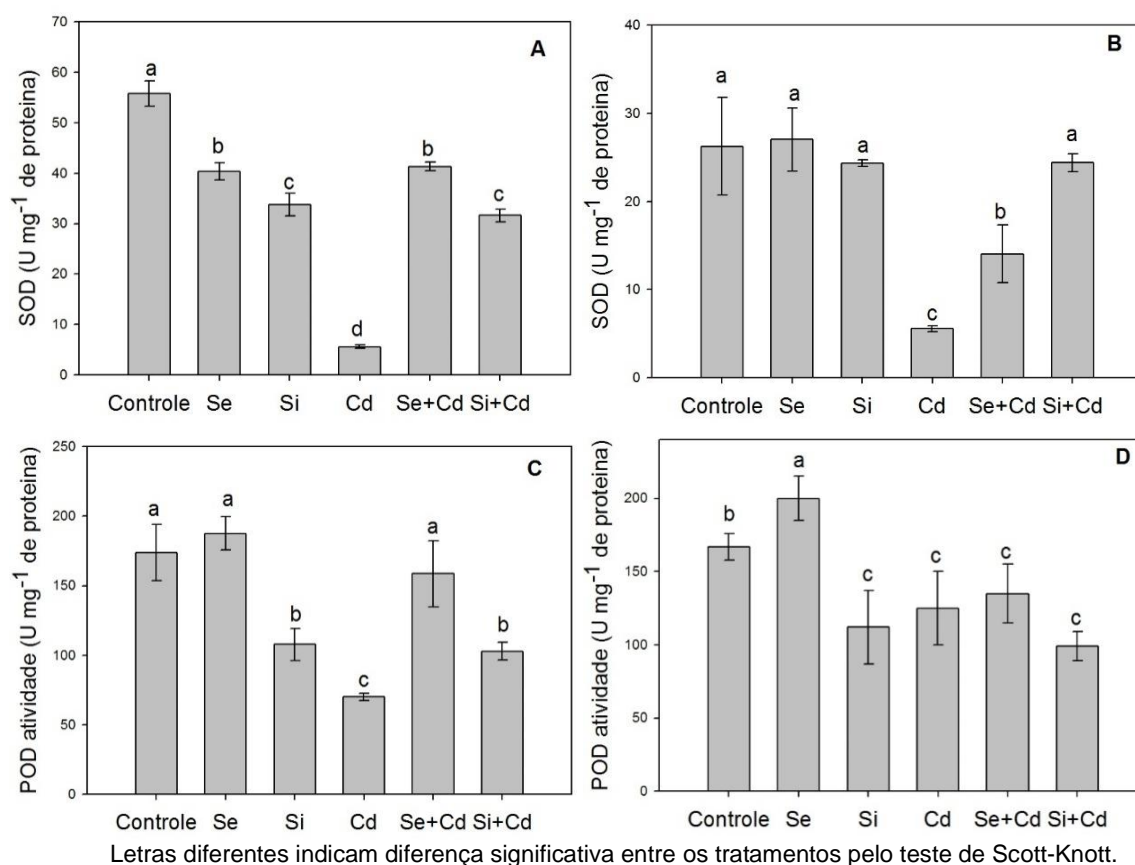 A
SOD (U mg⁻¹ de proteina)
70
60
50
40
30
20
10
0
a
b
c
d
b
c
Controle Se Si Cd Se+Cd Si+Cd
B
SOD (U mg⁻¹ de proteina)
40
30
20
10
0
a
a
a
c
b
a
Controle Se Si Cd Se+Cd Si+Cd
C
POD atividade (U mg⁻¹ de proteina)
250
200
150
100
50
0
a
a
b
c
a
b
Controle Se Si Cd Se+Cd Si+Cd
D
POD atividade (U mg⁻¹ de proteina)
200
150
100
50
0
b
a
c
c
c
c
Controle Se Si Cd Se+Cd Si+Cd
Letras diferentes indicam diferença significativa entre os tratamentos pelo teste de Scott-Knott.